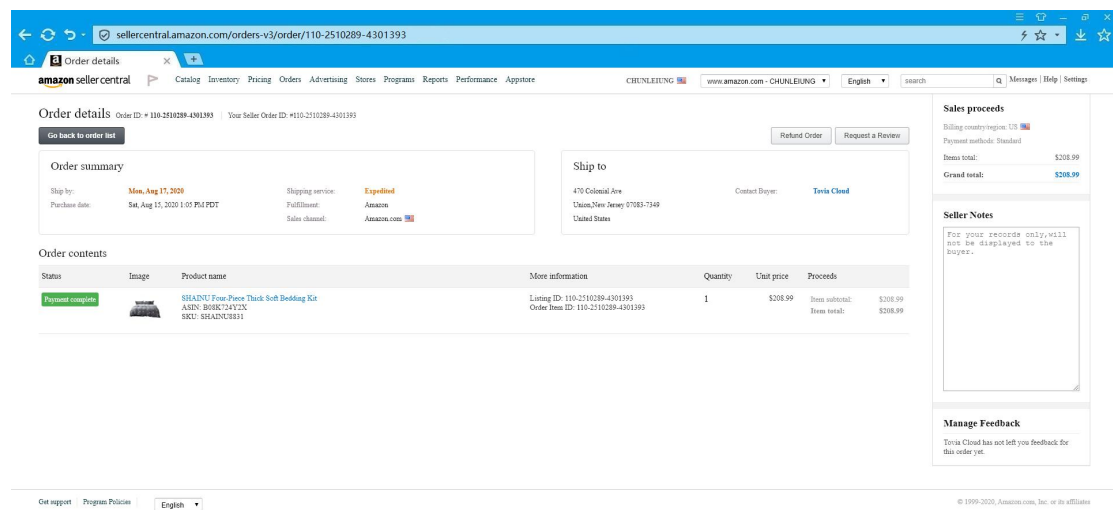 sellercentral.amazon.com/orders-v3/order/110-2510289-4301393
Order details
amazon seller central Catalog Inventory Pricing Orders Advertising Stores Programs Reports Performance Appstore CHUNLEIUNG www.amazon.com - CHUNLEIUNG English search Messages | Help | Settings
Order details Order ID: # 110-2510289-4301393 Your Seller Order ID: #110-2510289-4301393
Go back to order list Refund Order Request a Review
Order summary
Ship by: Mon, Aug 17, 2020 Shipping service: Expedited
Purchase date: Sat, Aug 15, 2020 1:05 PM PDT Fulfillment: Amazon
Sales channel: Amazon.com
Ship to
470 Colonial Ave Contact Buyer: Tovia Cloud
Union,New Jersey 07083-7349
United States
Order contents
Status Image Product name More information Quantity Unit price Proceeds
Payment complete SHAINU Four-Piece Thick Soft Bedding Kit Listing ID: 110-2510289-4301393 1 $208.99 Item subtotal: $208.99
ASIN: B08K724Y2X Order Item ID: 110-2510289-4301393 Item total: $208.99
SKU: SHAINU8831
Sales proceeds
Billing country/region: US
Payment methods: Standard
Items total: $208.99
Grand total: $208.99
Seller Notes
For your records only,will
not be displayed to the
buyer.
Manage Feedback
Tovia Cloud has not left you feedback for
this order yet.
Get support Program Policies English © 1999-2020, Amazon.com, Inc. or its affiliates